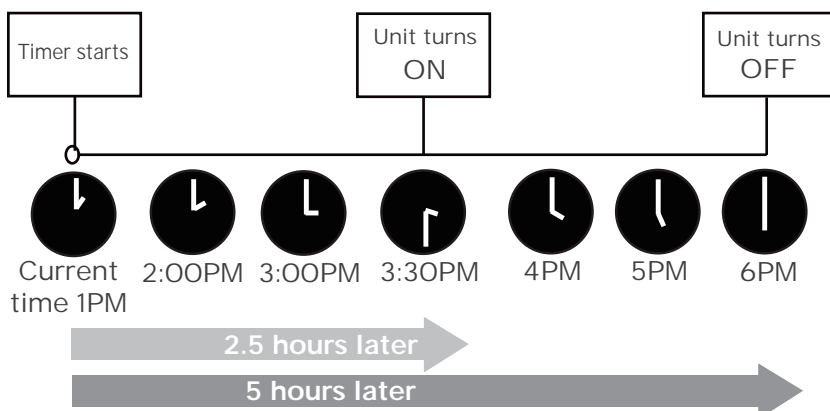 Timer starts
Unit turns
ON
Unit turns
OFF
Current
time 1PM
2:00PM
3:00PM
3:30PM
4PM
5PM
6PM
2.5 hours later
5 hours later